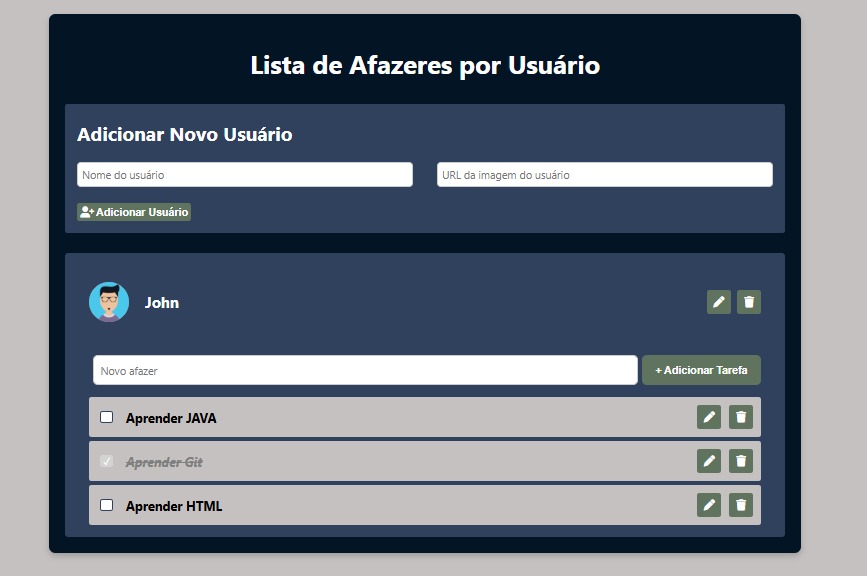 Lista de Afazeres por Usuário
Adicionar Novo Usuário
Nome do usuário
URL da imagem do usuário
Adicionar Usuário
John
Novo afazer
+ Adicionar Tarefa
Aprender JAVA
Aprender Git
Aprender HTML